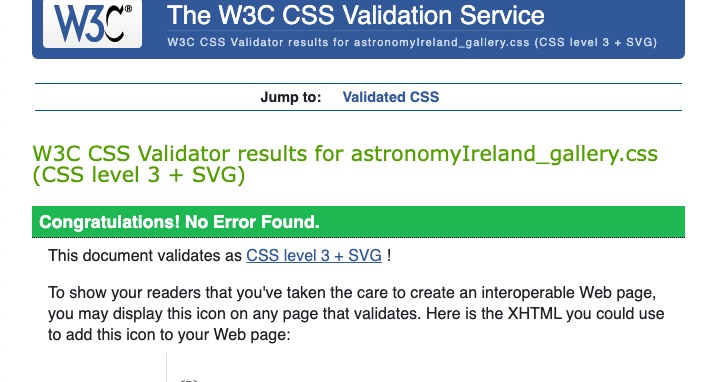 W3C®
The W3C CSS Validation Service
W3C CSS Validator results for astronomyIreland_gallery.css (CSS level 3 + SVG)
Jump to: Validated CSS
W3C CSS Validator results for astronomyIreland_gallery.css
(CSS level 3 + SVG)
Congratulations! No Error Found.
This document validates as CSS level 3 + SVG !
To show your readers that you've taken the care to create an interoperable Web page,
you may display this icon on any page that validates. Here is the XHTML you could use
to add this icon to your Web page: